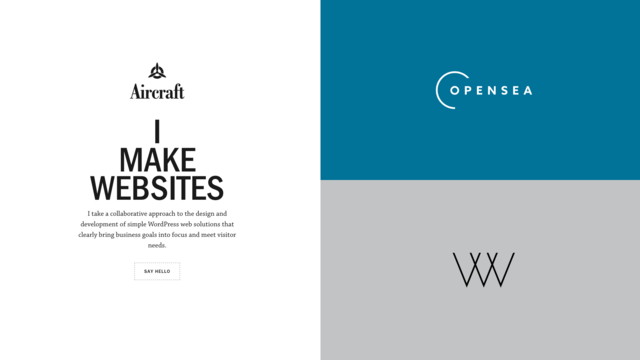 Aircraft
I
MAKE
WEBSITES
I take a collaborative approach to the design and
development of simple WordPress web solutions that
clearly bring business goals into focus and meet visitor
needs.
SAY HELLO
OPENSEA
VVV